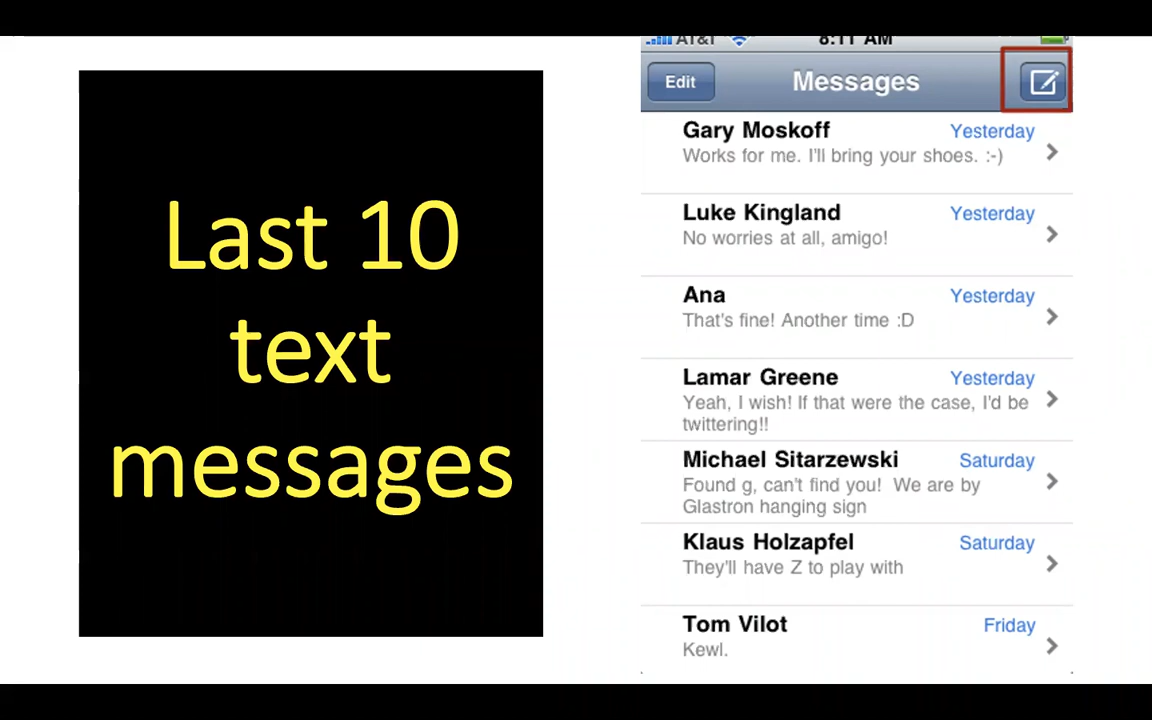 Last 10
text
messages
AT&T
8:11 AM
Edit
Messages
Gary Moskoff
Yesterday
Works for me. I'll bring your shoes. :-)
Luke Kingland
Yesterday
No worries at all, amigo!
Ana
Yesterday
That's fine! Another time :D
Lamar Greene
Yesterday
Yeah, I wish! If that were the case, I'd be
twittering!!
Michael Sitarzewski
Saturday
Found g, can't find you! We are by
Glastron hanging sign
Klaus Holzapfel
Saturday
They'll have Z to play with
Tom Vilot
Friday
Kewl.